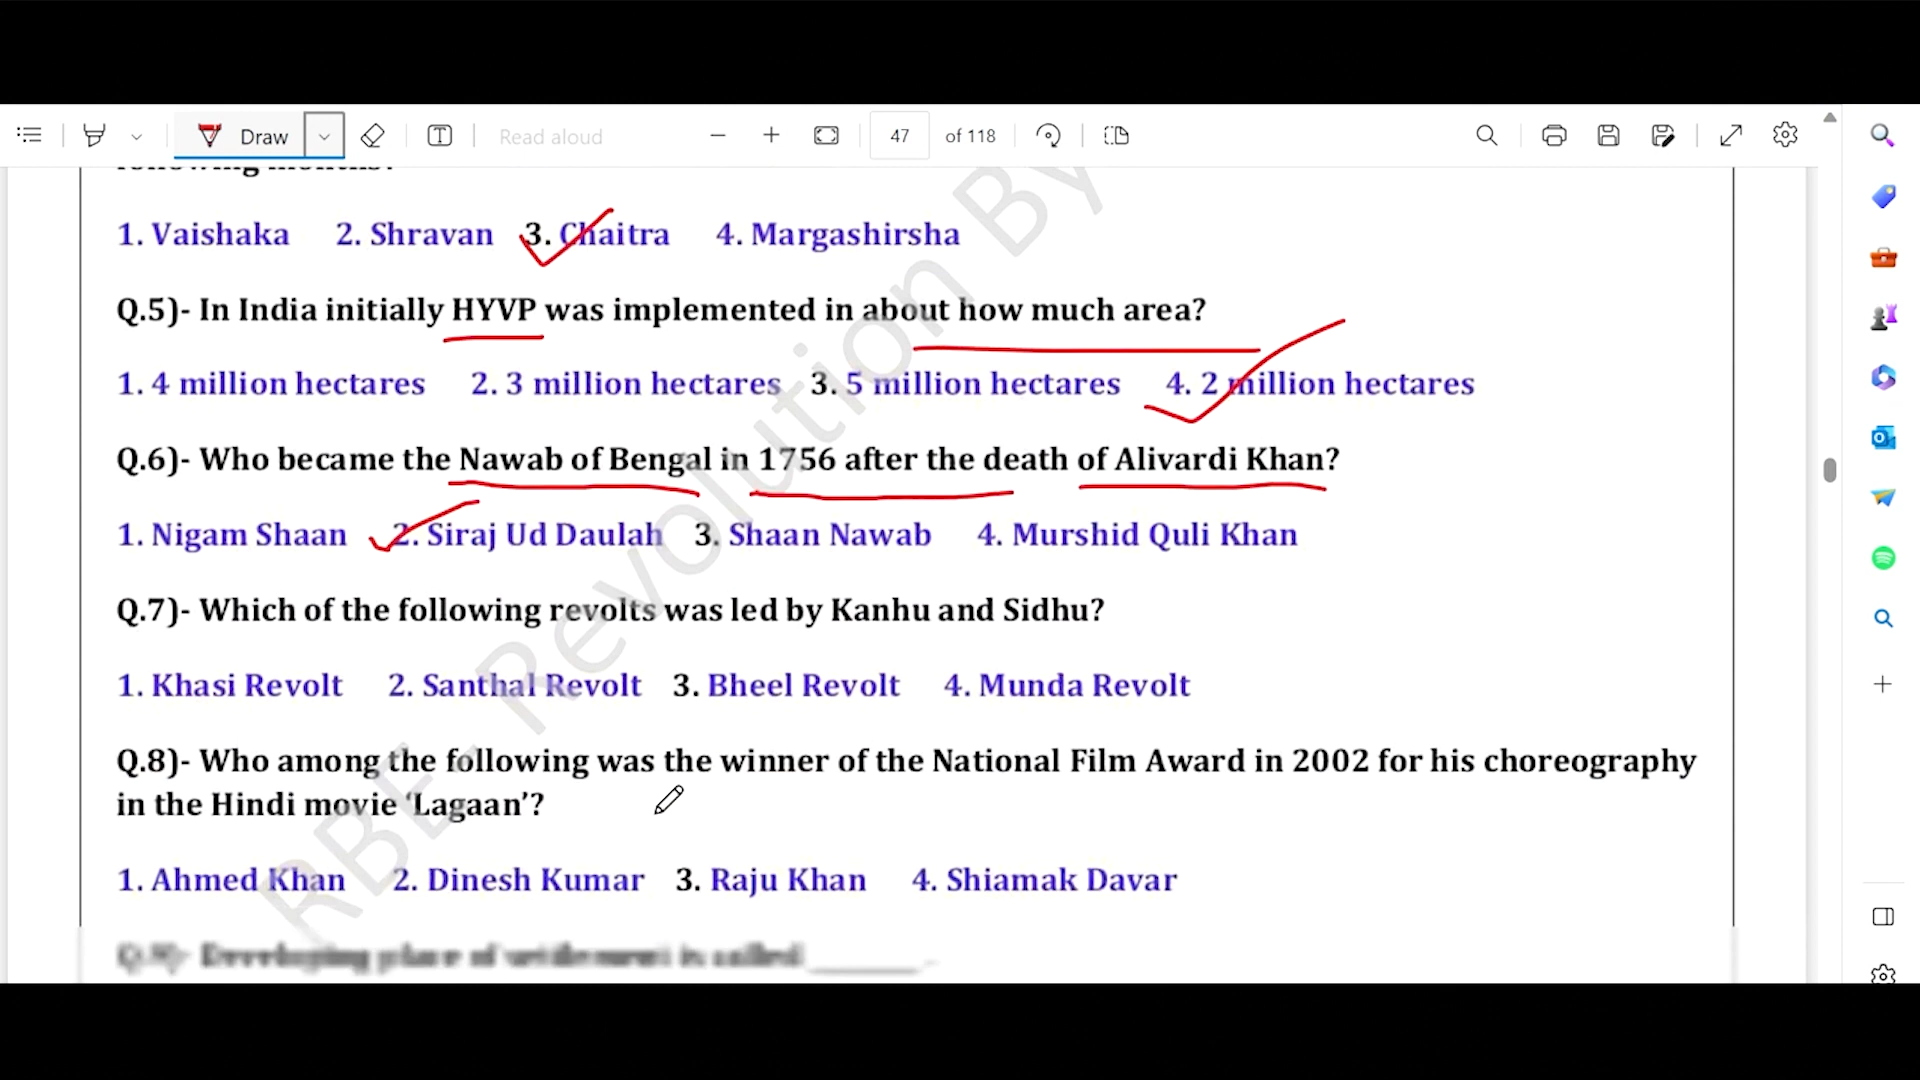 Draw
Read aloud
47 of 118
1. Vaishaka 2. Shravan 3. Chaitra 4. Margashirsha
Q.5)- In India initially HYVP was implemented in about how much area?
1. 4 million hectares 2. 3 million hectares 3. 5 million hectares 4. 2 million hectares
Q.6)- Who became the Nawab of Bengal in 1756 after the death of Alivardi Khan?
1. Nigam Shaan 2. Siraj Ud Daulah 3. Shaan Nawab 4. Murshid Quli Khan
Q.7)- Which of the following revolts was led by Kanhu and Sidhu?
1. Khasi Revolt 2. Santhal Revolt 3. Bheel Revolt 4. Munda Revolt
Q.8)- Who among the following was the winner of the National Film Award in 2002 for his choreography
in the Hindi movie ‘Lagaan’?
1. Ahmed Khan 2. Dinesh Kumar 3. Raju Khan 4. Shiamak Davar
RBE - Revolution By